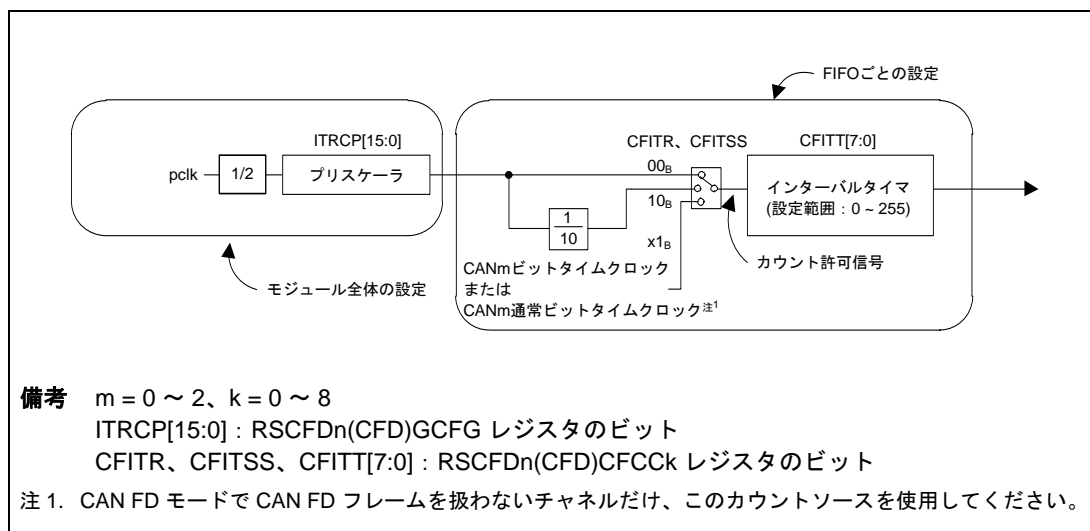 FIFOごとの設定
ITRCP[15:0]
CFITR、CFITSS
CFITT[7:0]
pclk
1/2
プリスケーラ
00B
10B
x1B
1
10
インターバルタイマ
(設定範囲：0 ~ 255)
CANmビットタイムクロック
または
CANm通常ビットタイムクロック注1
カウント許可信号
モジュール全体の設定
備考 m = 0 ～ 2、k = 0 ～ 8
ITRCP[15:0]：RSCFDn(CFD)GCFG レジスタのビット
CFITR、CFITSS、CFITT[7:0]：RSCFDn(CFD)CFCCk レジスタのビット
注 1. CAN FD モードで CAN FD フレームを扱わないチャネルだけ、このカウントソースを使用してください。